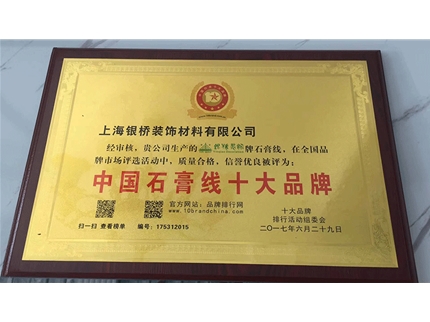 上海银桥装饰材料有限公司
经审核，贵公司生产的 牌石膏线，在全国品
牌市场评选活动中，质量合格，信誉优良被评为：
中国石膏线十大品牌
官方网站：品牌排行网
www.10brandchina.com
扫一扫 查看榜单 编号：175312015
十大品牌
排行活动组委会
二〇一七年六月二十九日